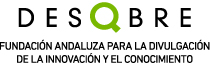 DESQBRE
FUNDACIÓN ANDALUZA PARA LA DIVULGACIÓN
DE LA INNOVACIÓN Y EL CONOCIMIENTO